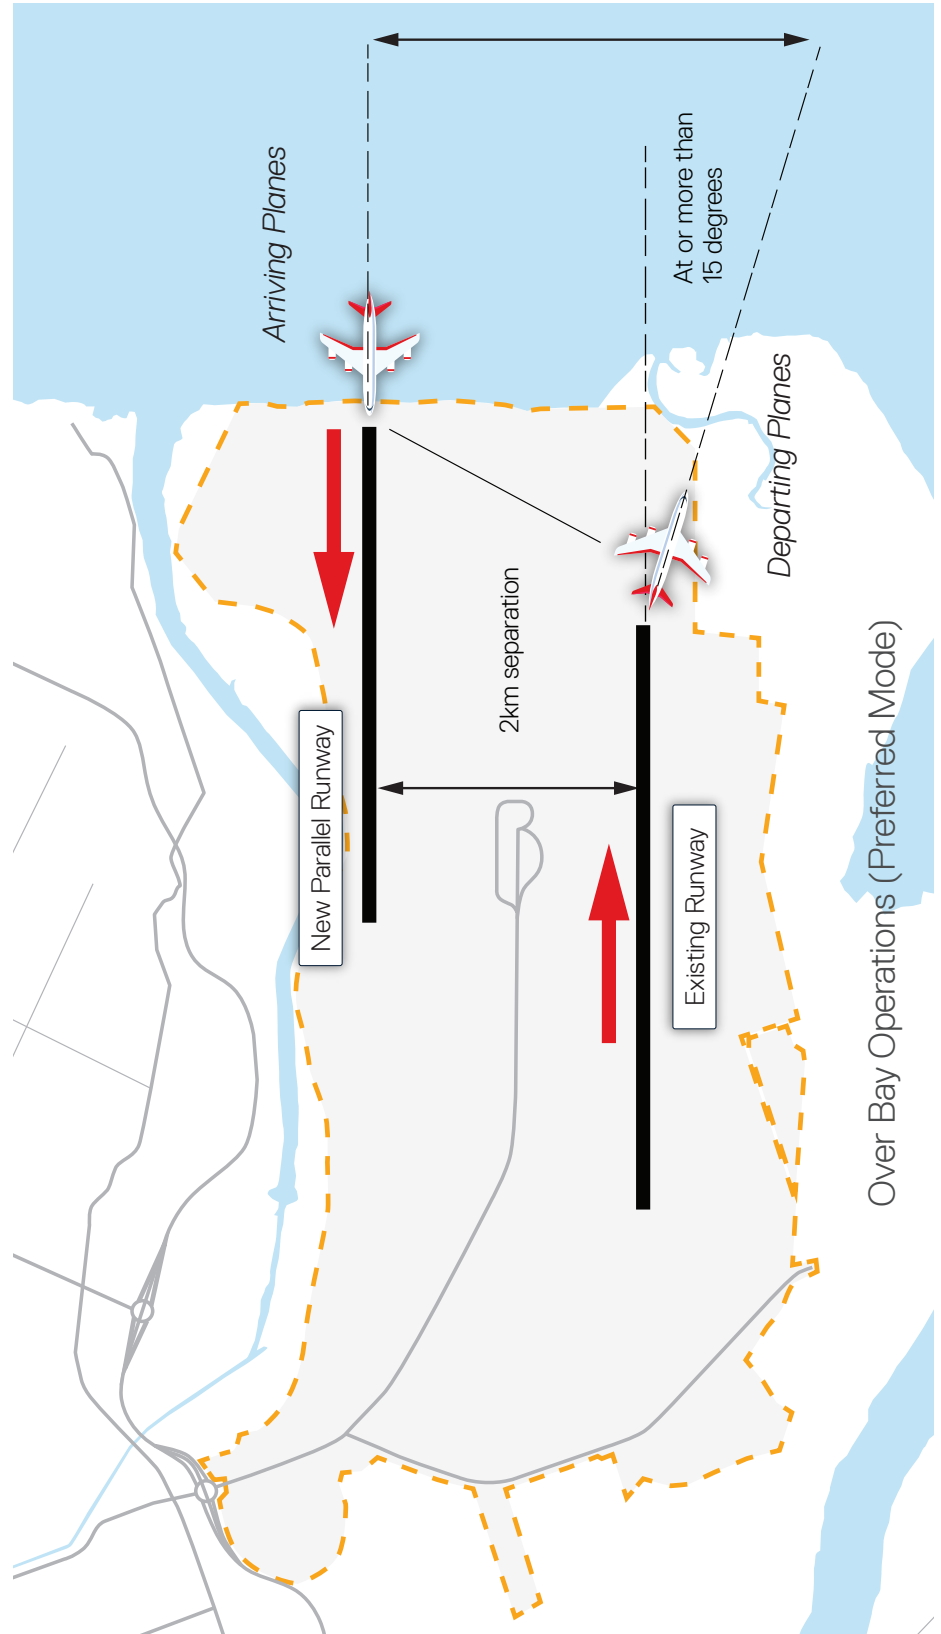 Arriving Planes
At or more than
15 degrees
Departing Planes
2km separation
New Parallel Runway
Existing Runway
Over Bay Operations (Preferred Mode)